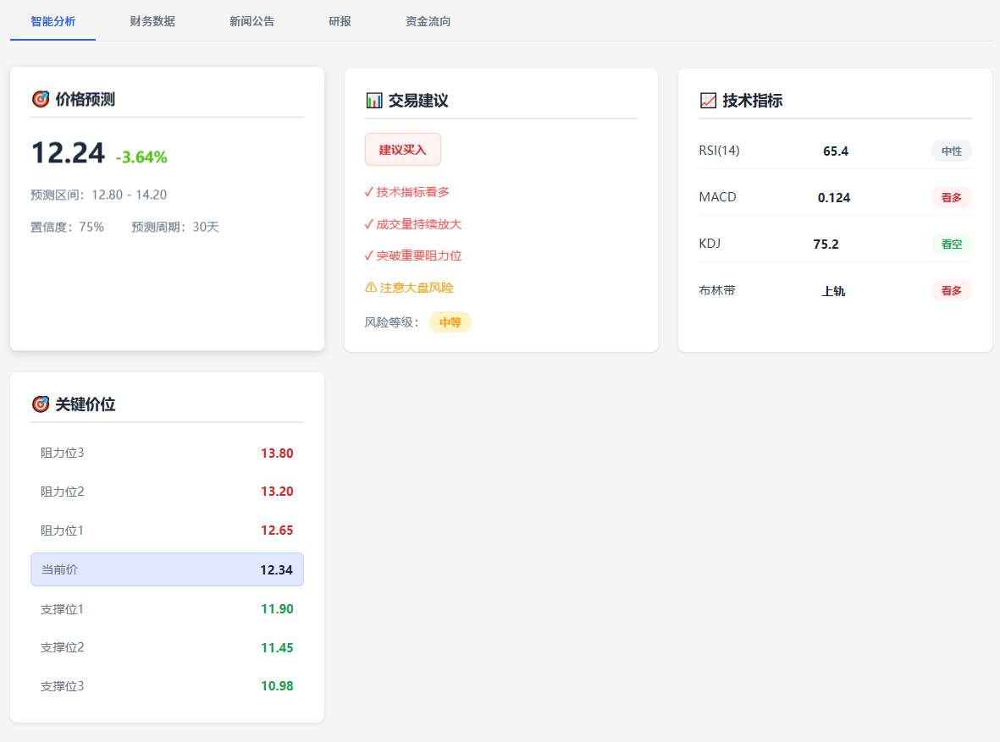 智能分析 财务数据 新闻公告 研报 资金流向
🎯 价格预测
12.24 -3.64%
预测区间：12.80 - 14.20
置信度：75% 预测周期：30天
📊 交易建议
建议买入
✓ 技术指标看多
✓ 成交量持续放大
✓ 突破重要阻力位
⚠ 注意大盘风险
风险等级： 中等
📈 技术指标
RSI(14) 65.4 中性
MACD 0.124 看多
KDJ 75.2 看空
布林带 上轨 看多
🎯 关键价位
阻力位3 13.80
阻力位2 13.20
阻力位1 12.65
当前价 12.34
支撑位1 11.90
支撑位2 11.45
支撑位3 10.98